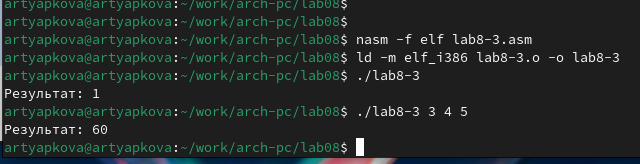 artyapkova@artyapkova:~/work/arch-pc/lab08$
artyapkova@artyapkova:~/work/arch-pc/lab08$
artyapkova@artyapkova:~/work/arch-pc/lab08$ nasm -f elf lab8-3.asm
artyapkova@artyapkova:~/work/arch-pc/lab08$ ld -m elf_i386 lab8-3.o -o lab8-3
artyapkova@artyapkova:~/work/arch-pc/lab08$ ./lab8-3
Результат: 1
artyapkova@artyapkova:~/work/arch-pc/lab08$ ./lab8-3 3 4 5
Результат: 60
artyapkova@artyapkova:~/work/arch-pc/lab08$